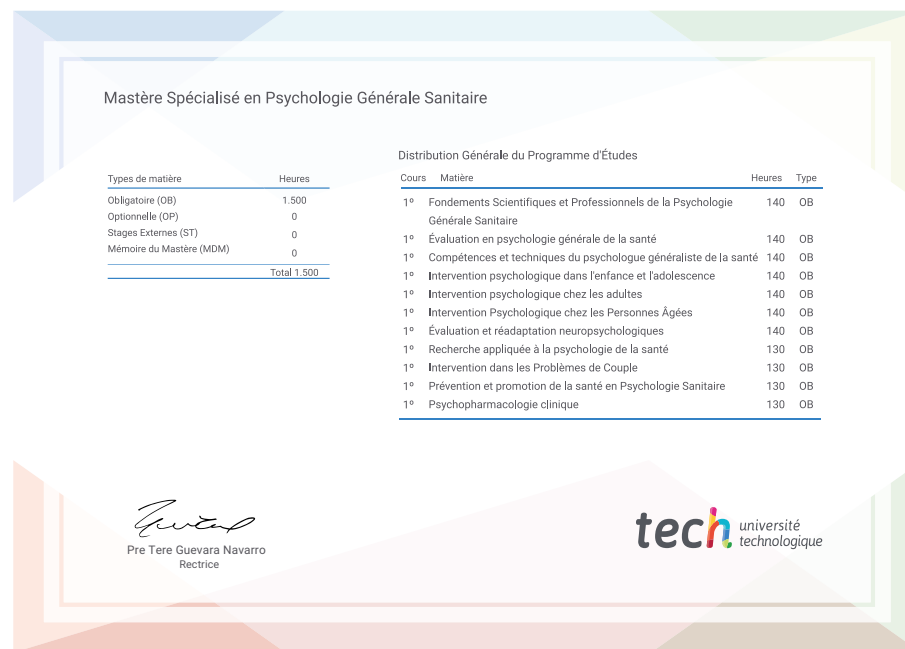 Mastère Spécialisé en Psychologie Générale Sanitaire
Types de matière Heures
Obligatoire (OB) 1.500
Optionnelle (OP) 0
Stages Externes (ST) 0
Mémoire du Mastère (MDM) 0
Total 1.500
Distribution Générale du Programme d'Études
Cours Matière Heures Type
1º Fondements Scientifiques et Professionnels de la Psychologie 140 OB
Générale Sanitaire
1º Évaluation en psychologie générale de la santé 140 OB
1º Compétences et techniques du psychologue généraliste de la santé 140 OB
1º Intervention psychologique dans l'enfance et l'adolescence 140 OB
1º Intervention psychologique chez les adultes 140 OB
1º Intervention Psychologique chez les Personnes Âgées 140 OB
1º Évaluation et réadaptation neuropsychologiques 140 OB
1º Recherche appliquée à la psychologie de la santé 130 OB
1º Intervention dans les Problèmes de Couple 130 OB
1º Prévention et promotion de la santé en Psychologie Sanitaire 130 OB
1º Psychopharmacologie clinique 130 OB
Pre Tere Guevara Navarro
Rectrice
tech université
technologique